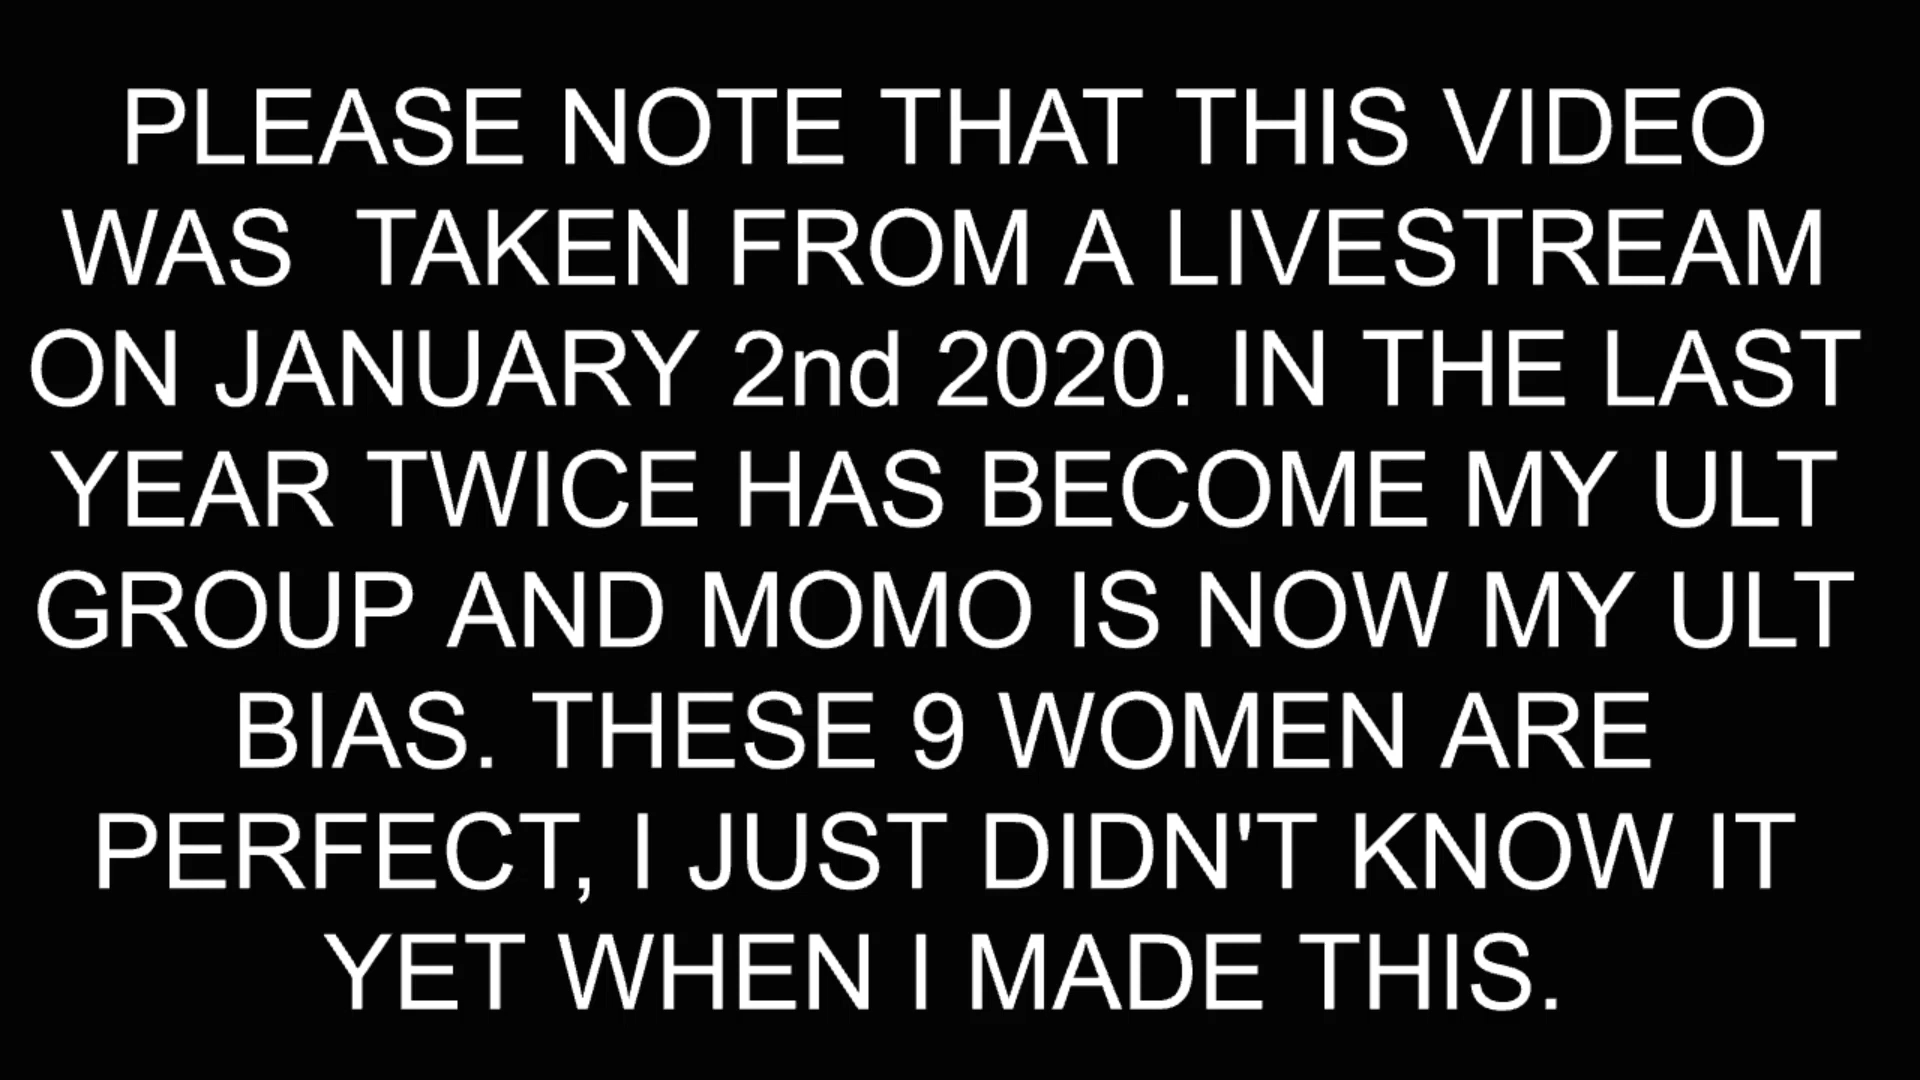 PLEASE NOTE THAT THIS VIDEO
WAS  TAKEN FROM A LIVESTREAM
ON JANUARY 2nd 2020. IN THE LAST
YEAR TWICE HAS BECOME MY ULT
GROUP AND MOMO IS NOW MY ULT
BIAS. THESE 9 WOMEN ARE
PERFECT, I JUST DIDN'T KNOW IT
YET WHEN I MADE THIS.